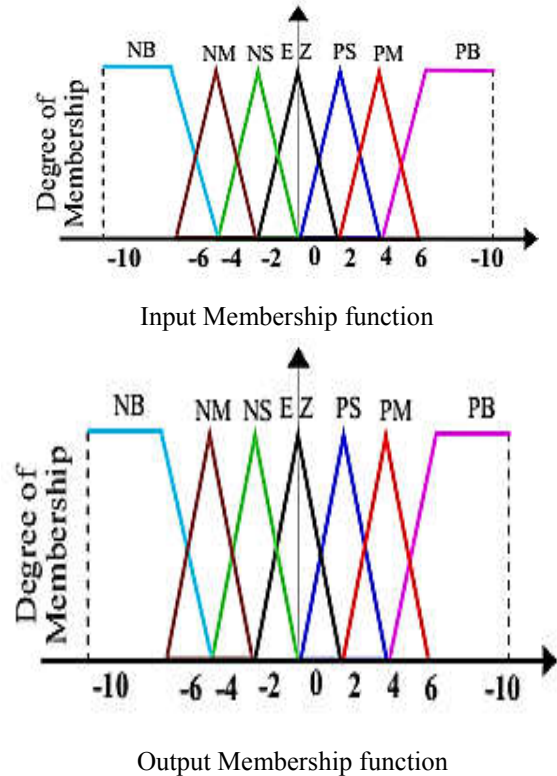 NB NM NS E Z PS PM PB
Degree of
Membership
-10 -6 -4 -2 0 2 4 6 -10
Input Membership function
NB NM NS E Z PS PM PB
Degree of
Membership
-10 -6 -4 -2 0 2 4 6 -10
Output Membership function